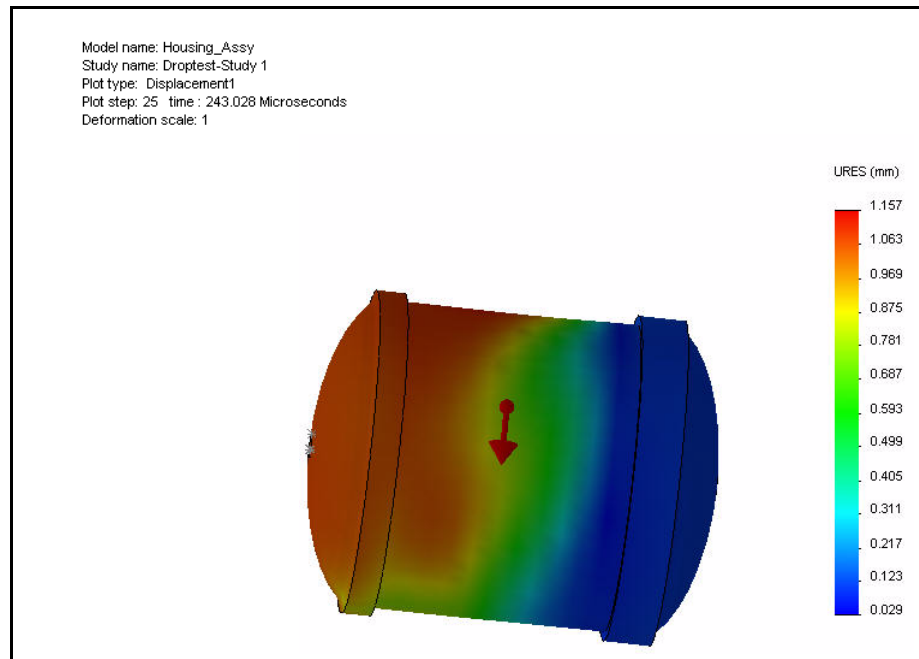 Model name: Housing_Assy
Study name: Droptest-Study 1
Plot type: Displacement1
Plot step: 25 time : 243.028 Microseconds
Deformation scale: 1
URES (mm)
1.157
1.063
0.969
0.875
0.781
0.687
0.593
0.499
0.405
0.311
0.217
0.123
0.029